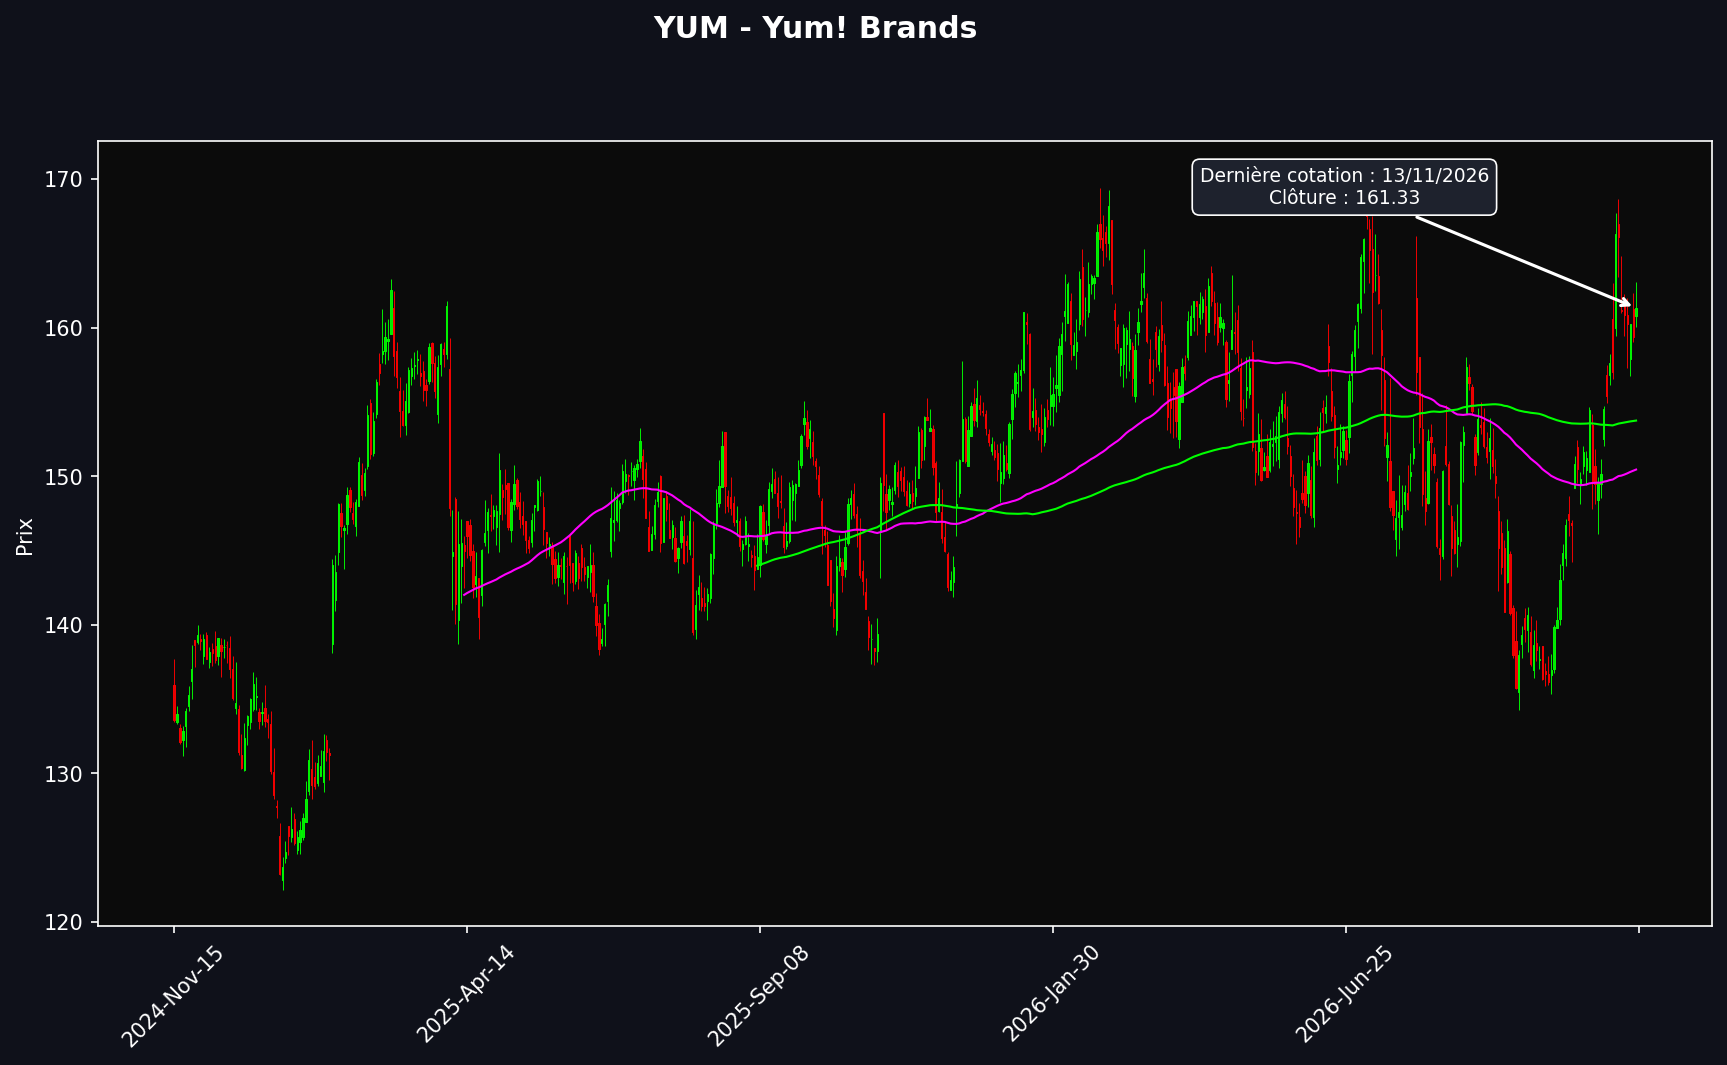 YUM - Yum! Brands
Dernière cotation : 13/11/2026
Clôture : 161.33
Prix
170
160
150
140
130
120
2024-Nov-15
2025-Apr-14
2025-Sep-08
2026-Jan-30
2026-Jun-25